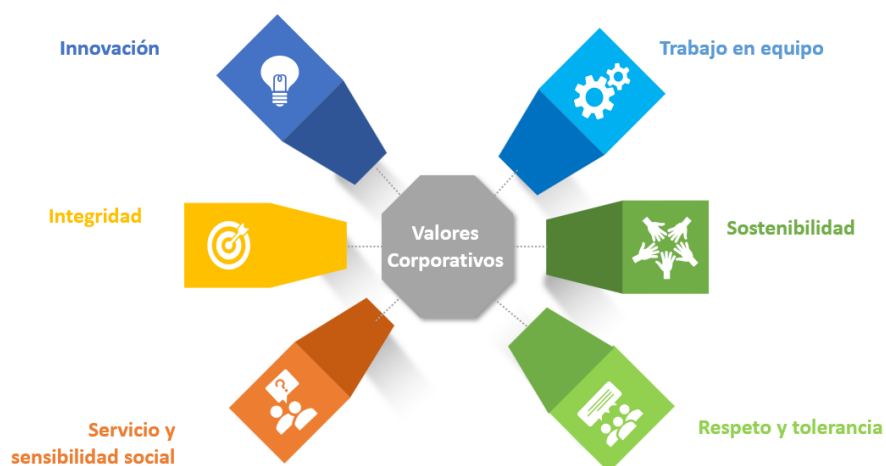 Innovación
Trabajo en equipo
Integridad
Valores
Corporativos
Sostenibilidad
?
Servicio y
sensibilidad social
Respeto y tolerancia